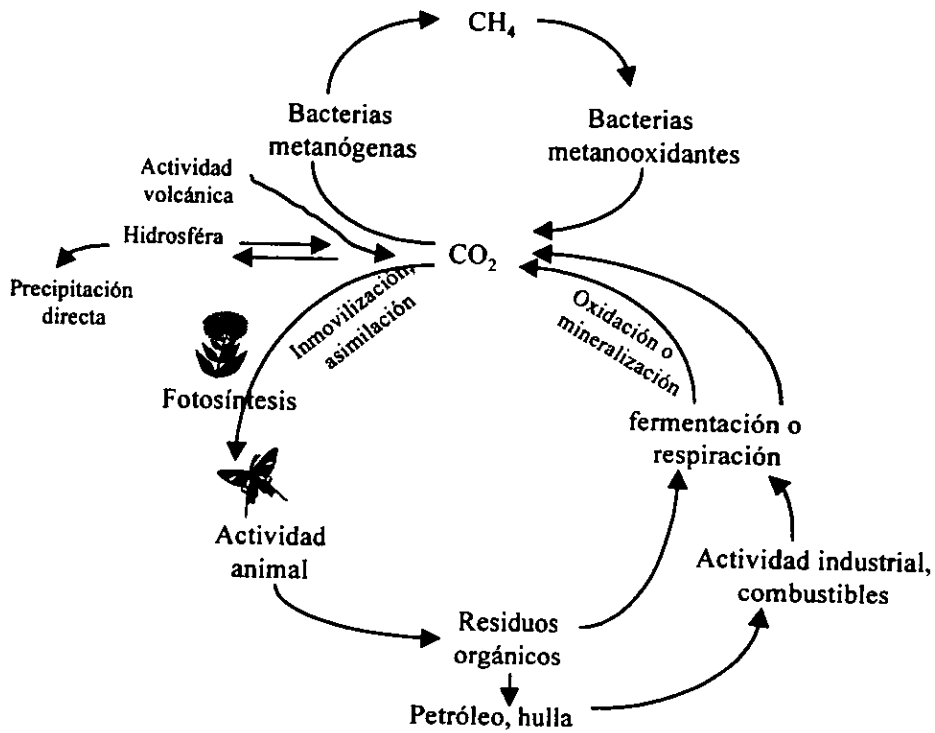 CH₄
Bacterias
metanógenas
Bacterias
metanooxidantes
Actividad
volcánica
Hidrosféra
CO₂
Precipitación
directa
Inmovilización,
asimilación
Oxidación o
mineralización
Fotosíntesis
fermentación o
respiración
Actividad
animal
Actividad industrial,
combustibles
Residuos
orgánicos
Petróleo, hulla